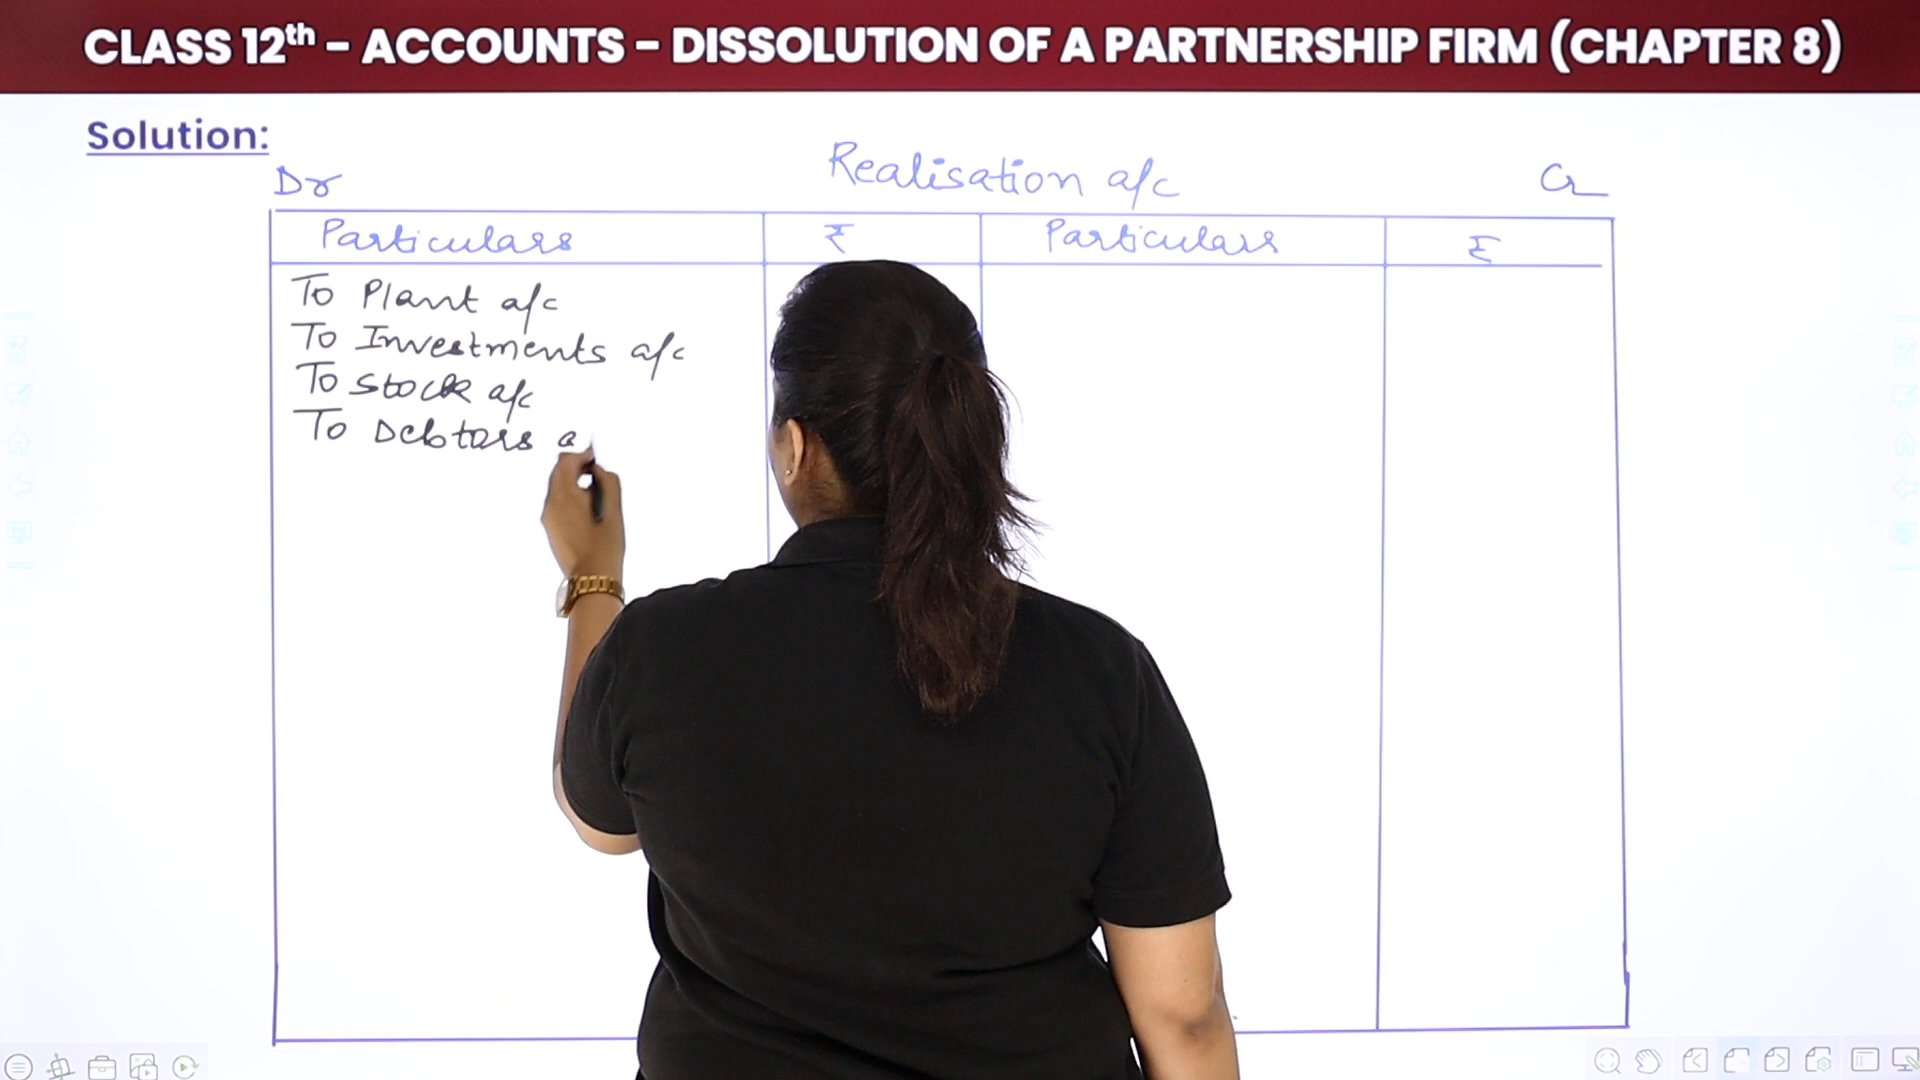 CLASS 12th - ACCOUNTS - DISSOLUTION OF A PARTNERSHIP FIRM (CHAPTER 8)
Solution:
Dr Realisation a/c Cr
Particulars ₹ Particulars ₹
To Plant a/c
To Investments a/c
To Stock a/c
To Debtors a